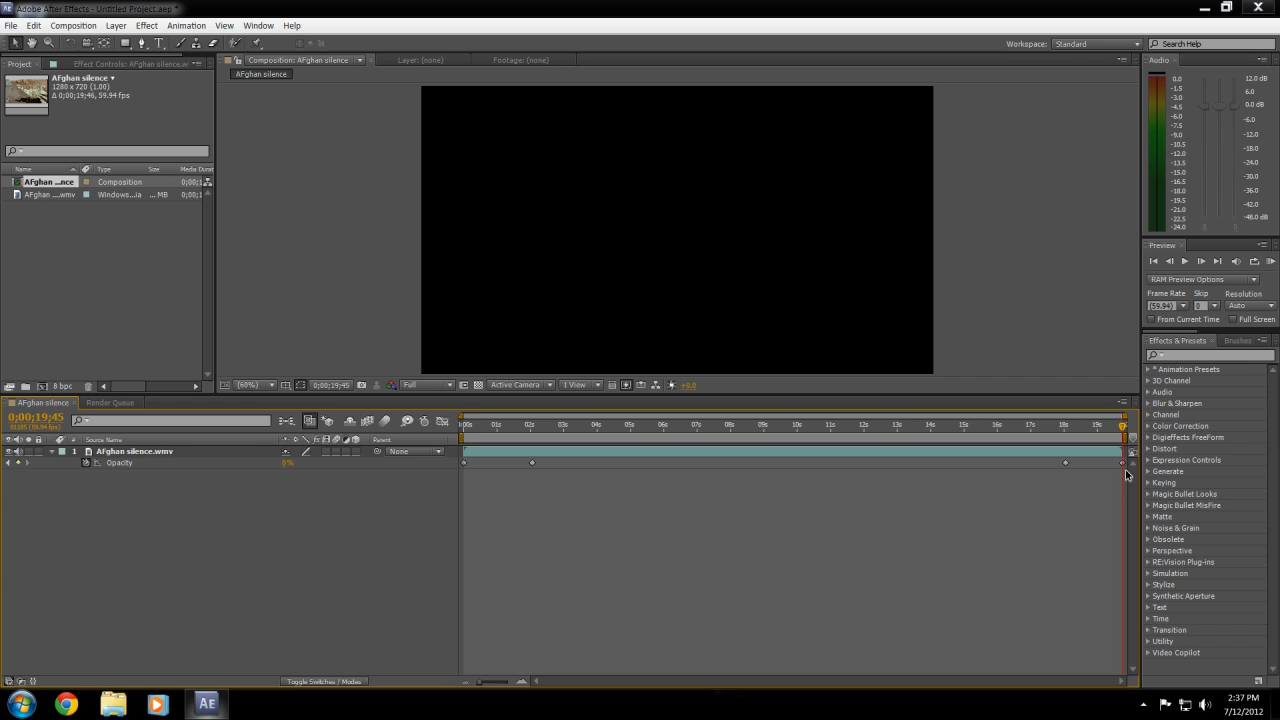 Adobe After Effects - Untitled Project.aep *
File Edit Composition Layer Effect Animation View Window Help
Workspace: Standard Search Help
Project Effect Controls: AFghan silence.w
AFghan silence
1280 x 720 (1.00)
Δ 0;00;19;46, 59.94 fps
Name Type Size Media Durat
AFghan ...nce Composition 0;00;1
AFghan ....wmv Windows...ia ... MB 0;00;1
8 bpc
Composition: AFghan silence Layer: (none) Footage: (none)
AFghan silence
(60%) 0;00;19;45 Full Active Camera 1 View +0.0
Audio
0.0
-1.5
-3.0
-4.5
-6.0
-7.5
-9.0
-10.5
-12.0
-13.5
-15.0
-16.5
-18.0
-19.5
-21.0
-22.5
-24.0
12.0 dB
6.0
0.0 dB
-6.0
-12.0
-18.0
-24.0
-30.0
-36.0
-42.0
-48.0 dB
Preview
RAM Preview Options
Frame Rate Skip Resolution
(59.94) 0 Auto
From Current Time Full Screen
Effects & Presets Brushes
* Animation Presets
3D Channel
Audio
Blur & Sharpen
Channel
Color Correction
Digieffects FreeForm
Distort
Expression Controls
Generate
Keying
Magic Bullet Looks
Magic Bullet MisFire
Matte
Noise & Grain
Obsolete
Perspective
RE:Vision Plug-ins
Simulation
Stylize
Synthetic Aperture
Text
Time
Transition
Utility
Video Copilot
AFghan silence Render Queue
0;00;19;45
01185 (59.94 fps)
:00s 01s 02s 03s 04s 05s 06s 07s 08s 09s 10s 11s 12s 13s 14s 15s 16s 17s 18s 19s
# Source Name Parent
1 AFghan silence.wmv None
Opacity 0%
Toggle Switches / Modes
AE
2:37 PM
7/12/2012